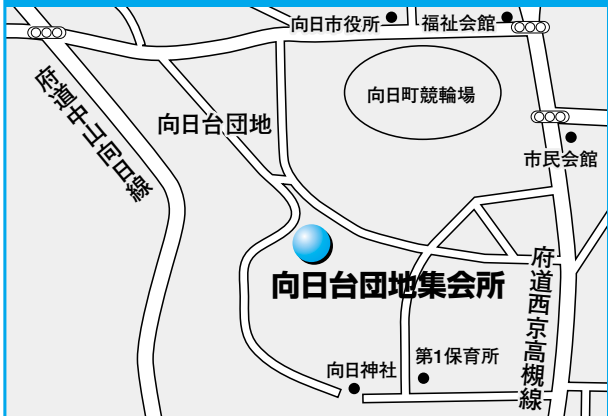 向日市役所
福祉会館
府道中山向日線
向日台団地
向日町競輪場
市民会館
向日台団地集会所
府道西京高槻線
向日神社
第1保育所